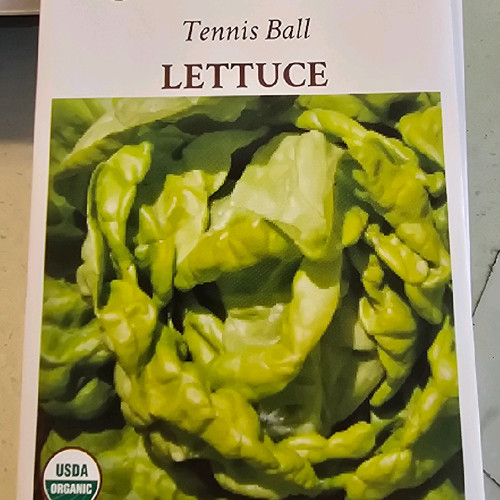 Tennis Ball
LETTUCE
USDA
ORGANIC